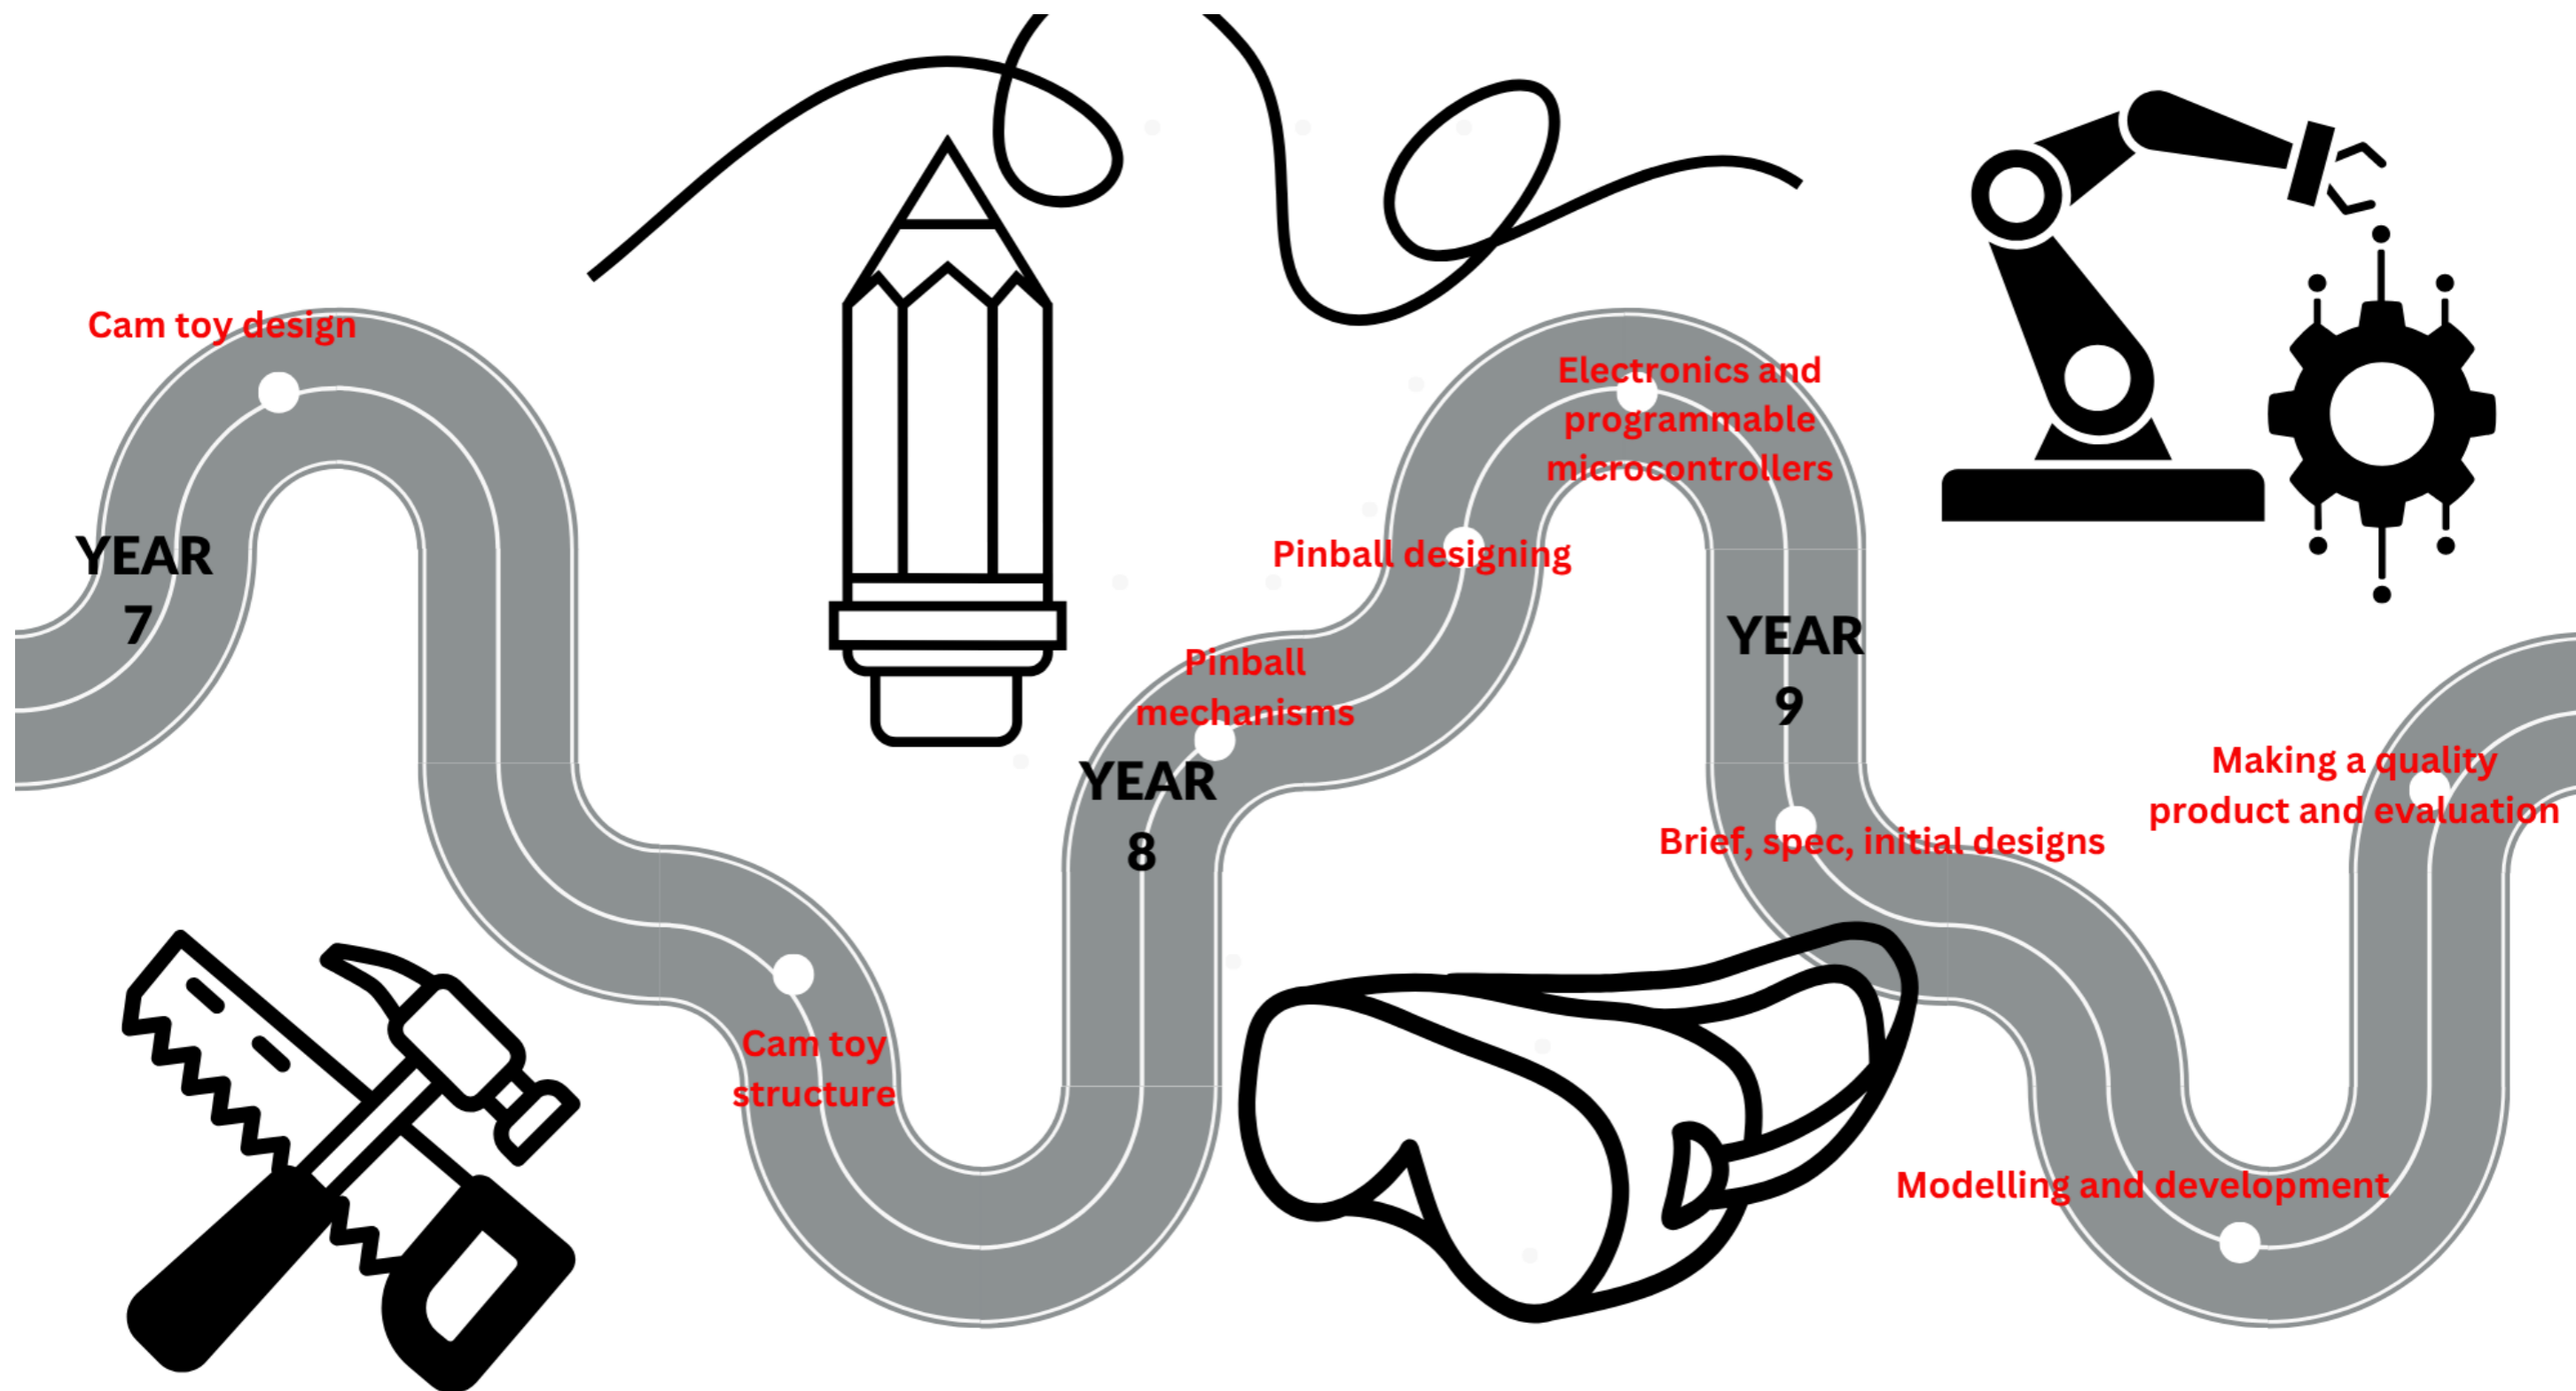 Cam toy design
YEAR
7
Cam toy
structure
YEAR
8
Pinball
mechanisms
Pinball designing
Electronics and
programmable
microcontrollers
YEAR
9
Brief, spec, initial designs
Modelling and development
Making a quality
product and evaluation